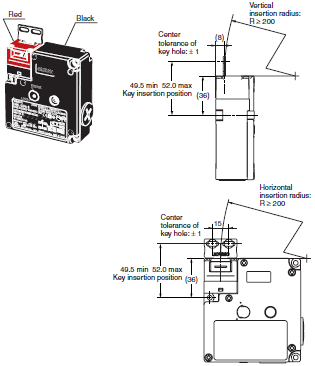 Red
Black
Vertical
insertion radius:
R ≥ 200
Center
tolerance of
key hole: ± 1
(8)
49.5 min 52.0 max
Key insertion position
(36)
Horizontal
insertion radius:
R ≥ 200
Center
tolerance of
key hole: ± 1
15
49.5 min 52.0 max
Key insertion position
(36)